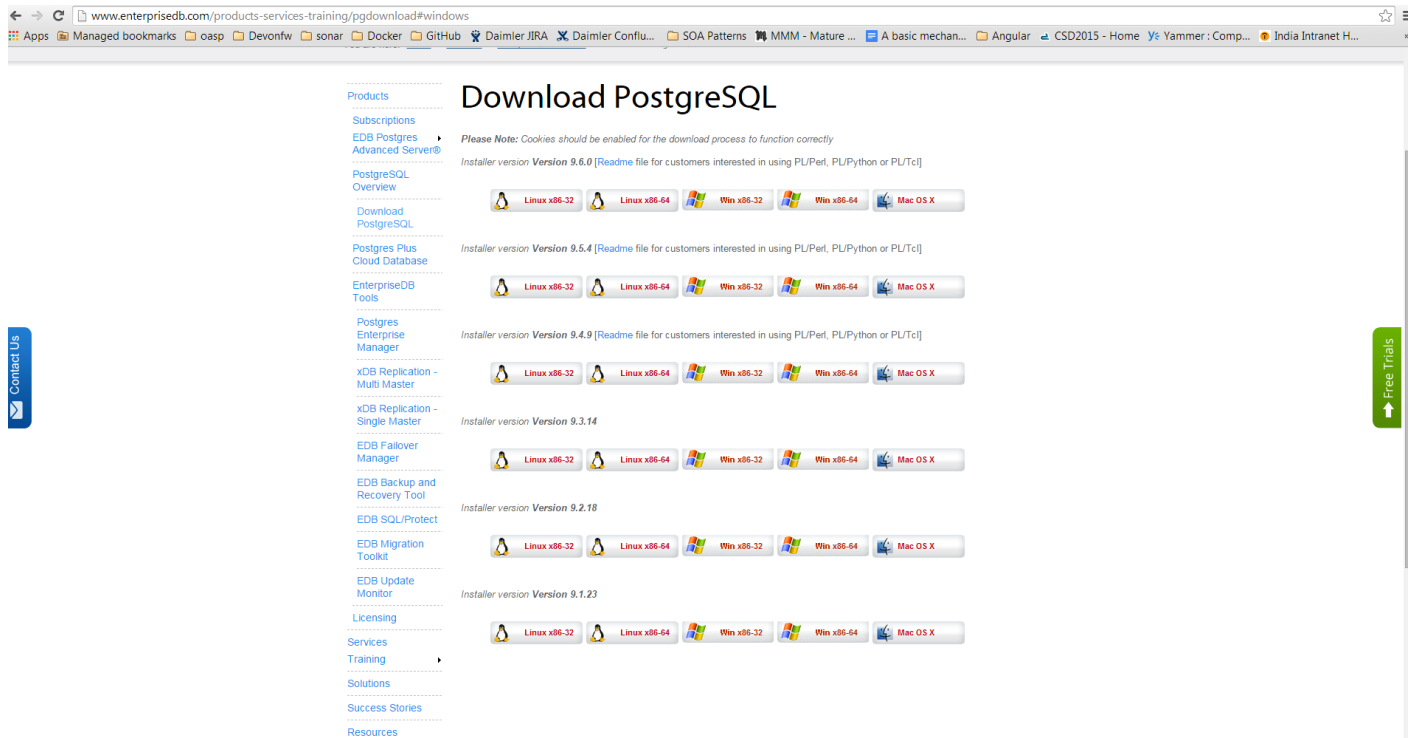 www.enterprisedb.com/products-services-training/pgdownload#windows
Apps Managed bookmarks oasp Devonfw sonar Docker GitHub Daimler JIRA Daimler Conflu... SOA Patterns MMM - Mature ... A basic mechan... Angular CSD2015 - Home Yammer : Comp... India Intranet H...
Products
Subscriptions
EDB Postgres
Advanced Server®
PostgreSQL
Overview
Download
PostgreSQL
Postgres Plus
Cloud Database
EnterpriseDB
Tools
Postgres
Enterprise
Manager
xDB Replication -
Multi Master
xDB Replication -
Single Master
EDB Failover
Manager
EDB Backup and
Recovery Tool
EDB SQL/Protect
EDB Migration
Toolkit
EDB Update
Monitor
Licensing
Services
Training
Solutions
Success Stories
Resources
Download PostgreSQL
Please Note: Cookies should be enabled for the download process to function correctly
Installer version Version 9.6.0 [Readme file for customers interested in using PL/Perl, PL/Python or PL/Tcl]
Linux x86-32 Linux x86-64 Win x86-32 Win x86-64 Mac OS X
Installer version Version 9.5.4 [Readme file for customers interested in using PL/Perl, PL/Python or PL/Tcl]
Linux x86-32 Linux x86-64 Win x86-32 Win x86-64 Mac OS X
Installer version Version 9.4.9 [Readme file for customers interested in using PL/Perl, PL/Python or PL/Tcl]
Linux x86-32 Linux x86-64 Win x86-32 Win x86-64 Mac OS X
Installer version Version 9.3.14
Linux x86-32 Linux x86-64 Win x86-32 Win x86-64 Mac OS X
Installer version Version 9.2.18
Linux x86-32 Linux x86-64 Win x86-32 Win x86-64 Mac OS X
Installer version Version 9.1.23
Linux x86-32 Linux x86-64 Win x86-32 Win x86-64 Mac OS X
Contact Us
Free Trials